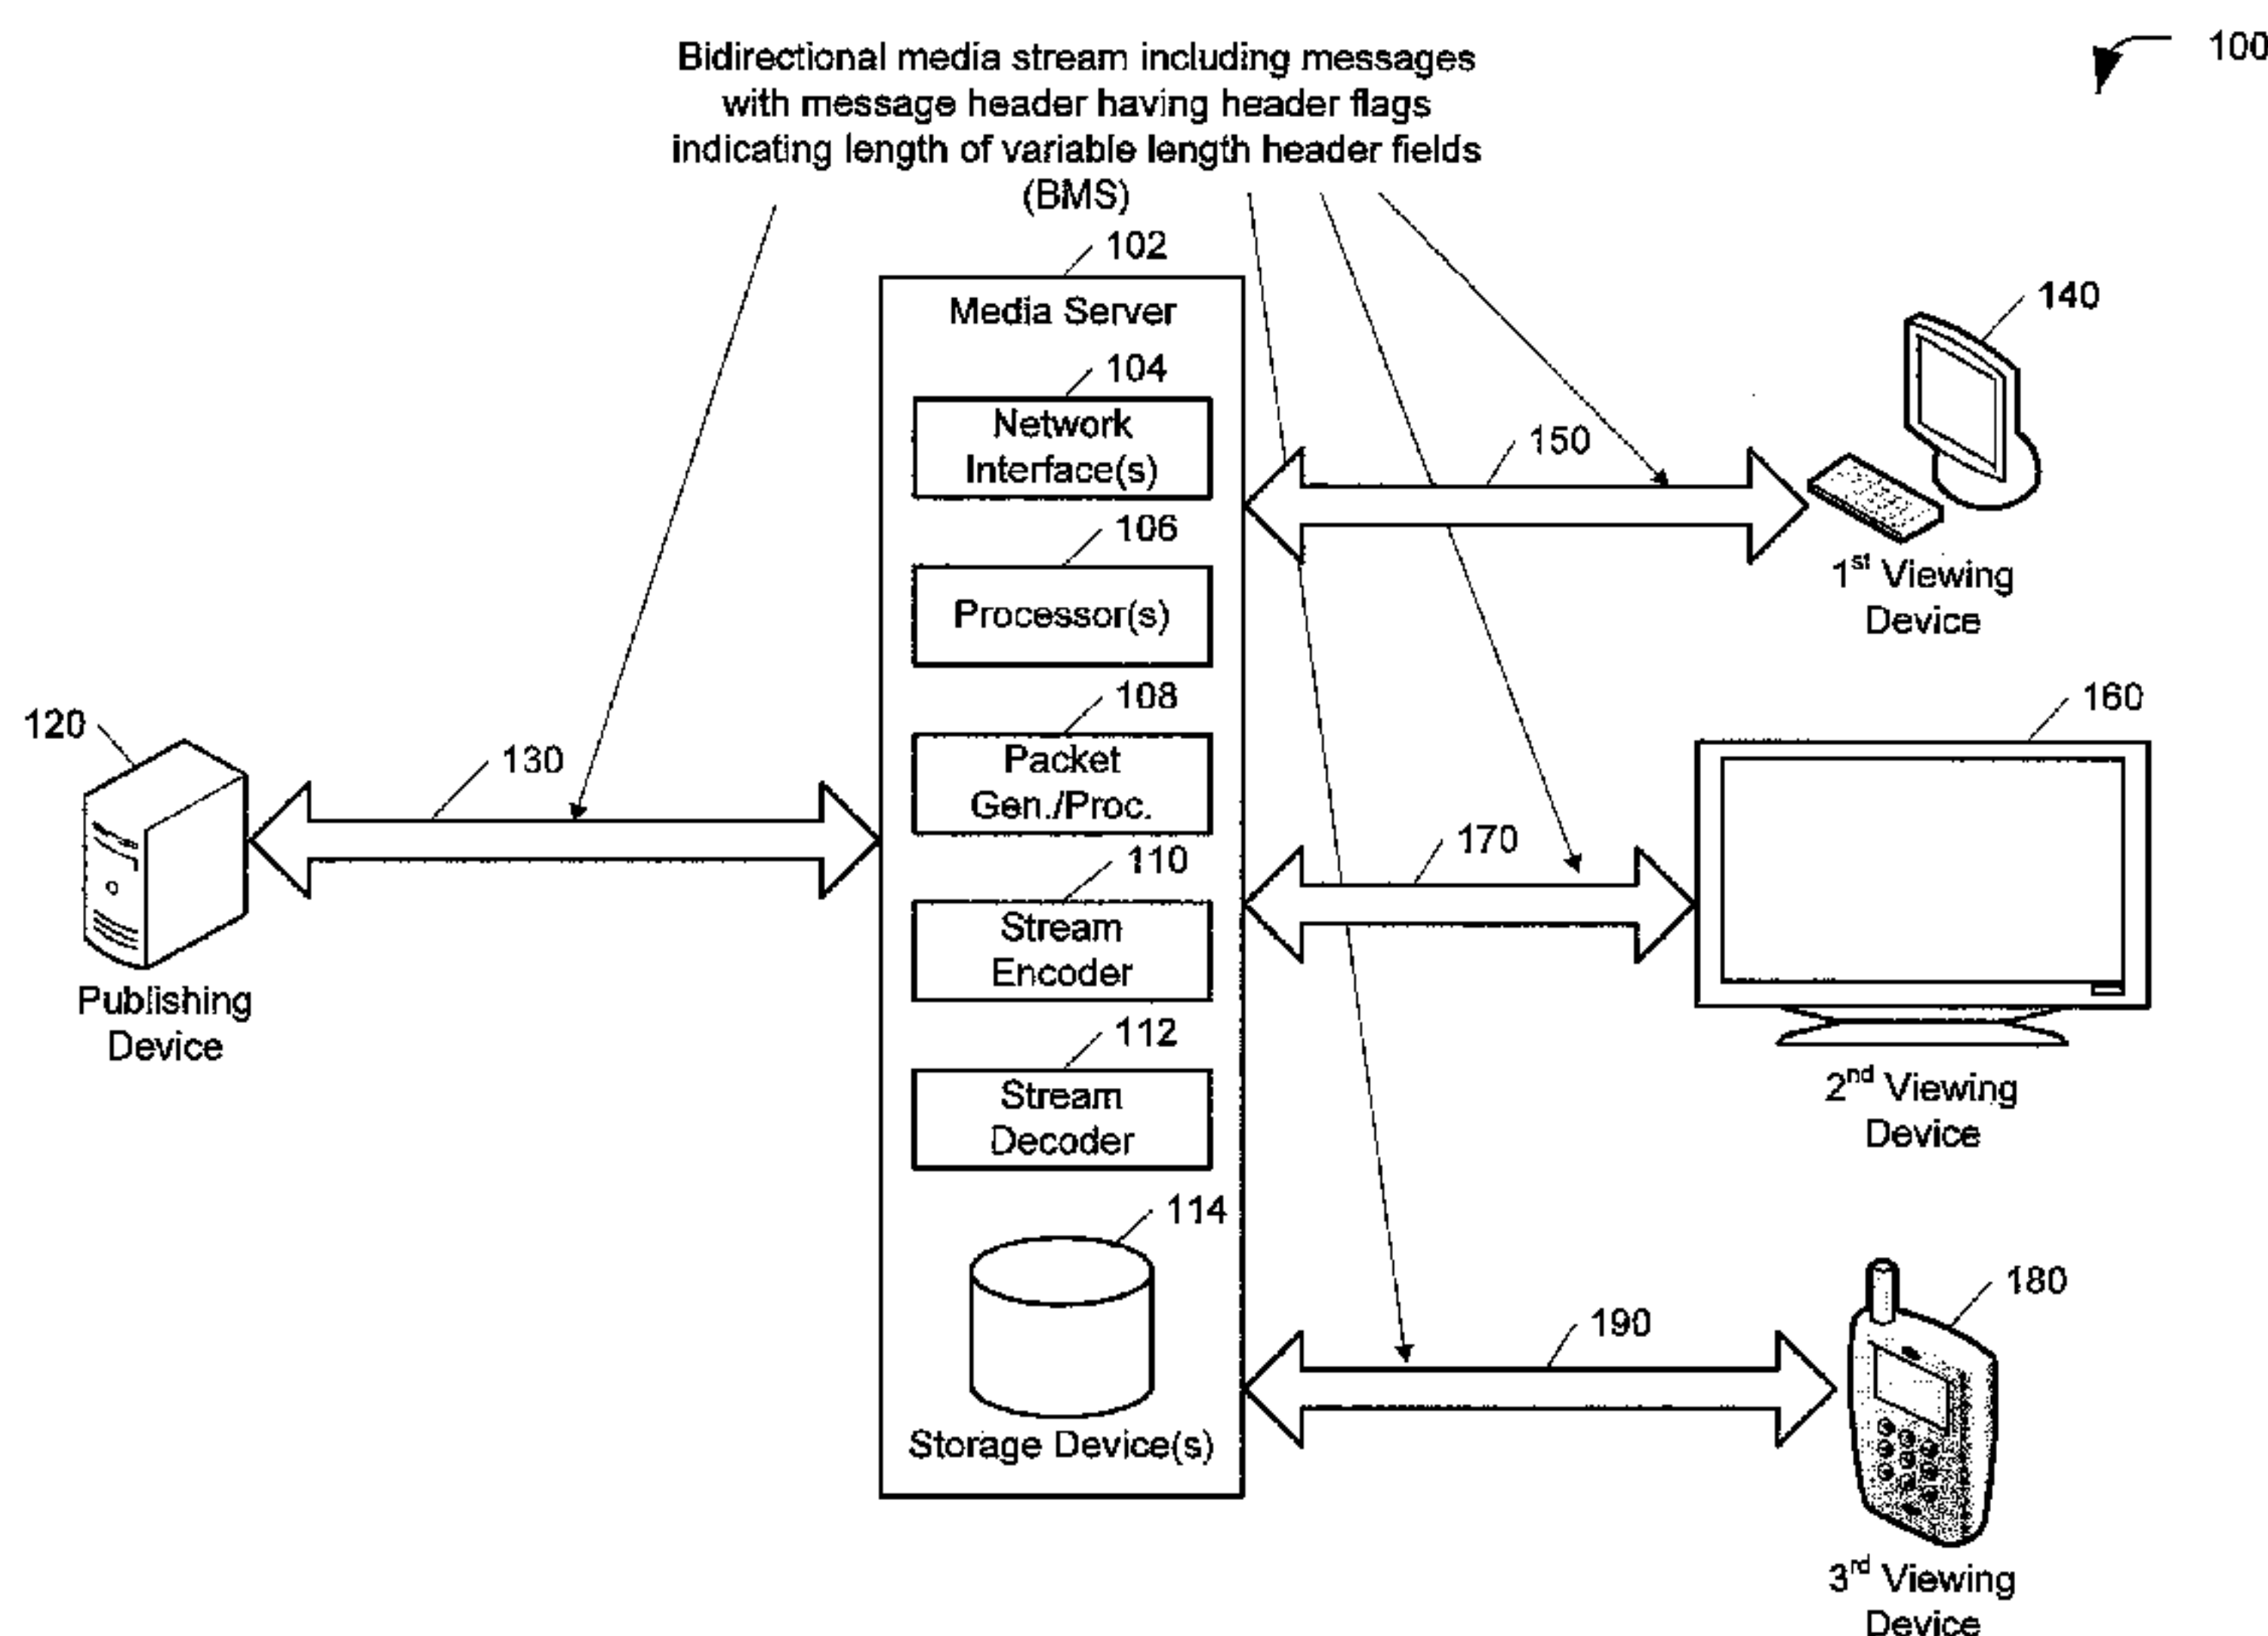 100
Bidirectional media stream including messages
with message header having header flags
indicating length of variable length header fields
(BMS)
102
Media Server
104
Network
Interface(s)
106
Processor(s)
108
Packet
Gen./Proc.
110
Stream
Encoder
112
Stream
Decoder
114
Storage Device(s)
120
Publishing
Device
130
140
150
1st Viewing
Device
160
170
2nd Viewing
Device
180
190
3rd Viewing
Device